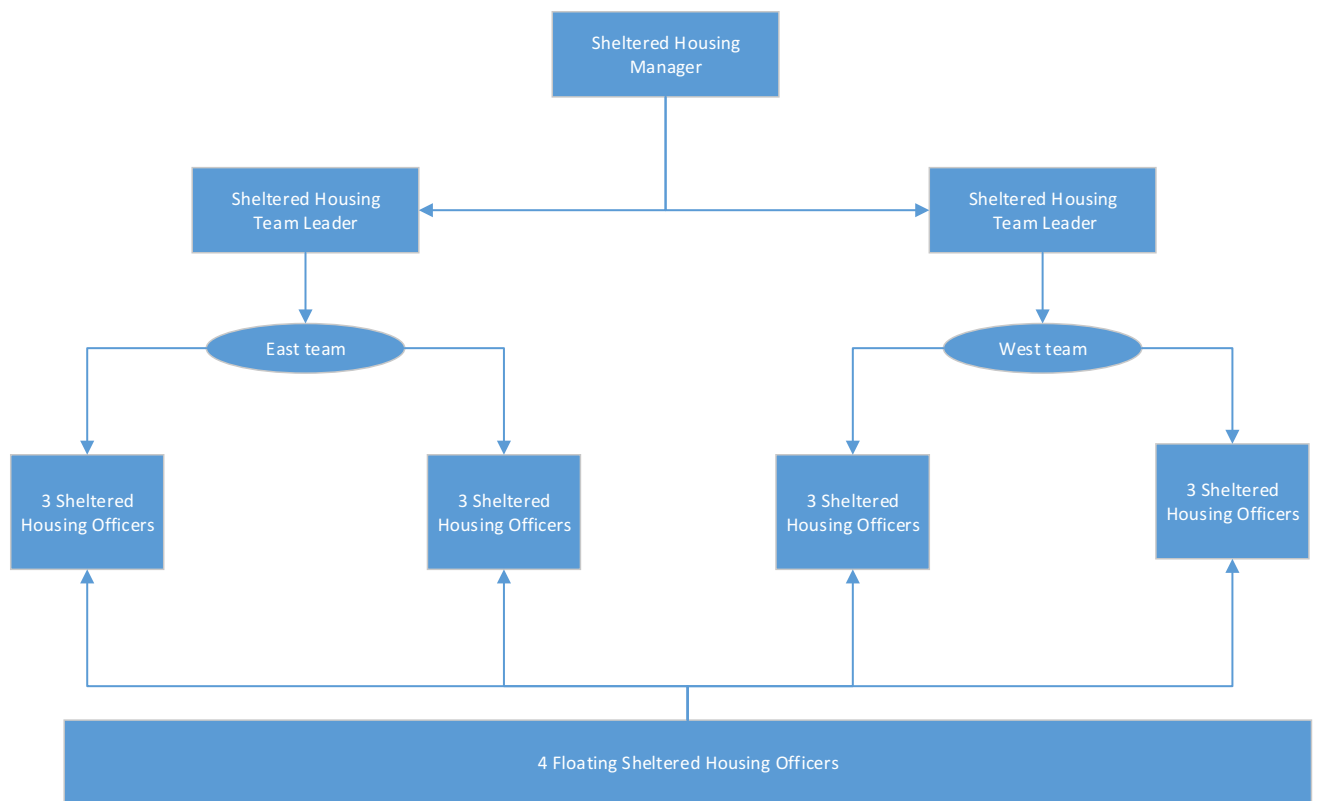 Sheltered Housing
Manager
Sheltered Housing
Team Leader
Sheltered Housing
Team Leader
East team
West team
3 Sheltered
Housing Officers
3 Sheltered
Housing Officers
3 Sheltered
Housing Officers
3 Sheltered
Housing Officers
4 Floating Sheltered Housing Officers